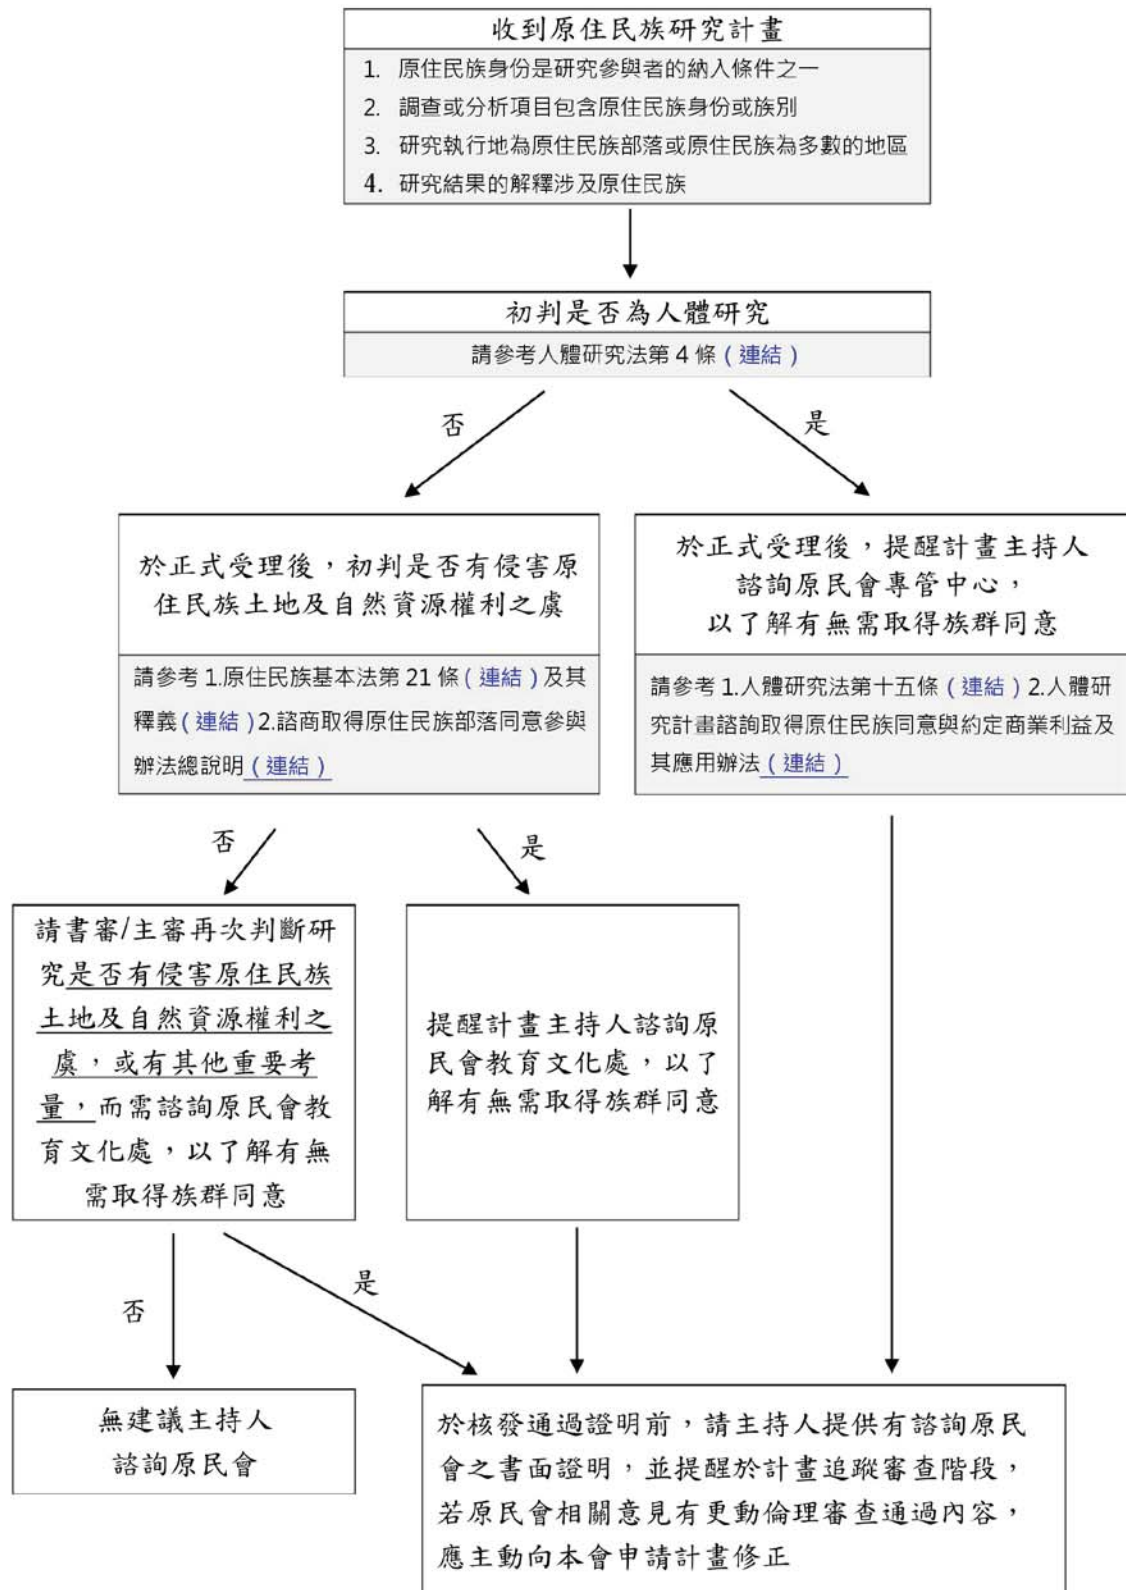 收到原住民族研究計畫
1. 原住民族身份是研究參與者的納入條件之一
2. 調查或分析項目包含原住民族身份或族別
3. 研究執行地為原住民族部落或原住民族為多數的地區
4. 研究結果的解釋涉及原住民族
初判是否為人體研究
請參考人體研究法第 4 條（連結）
否
是
於正式受理後，初判是否有侵害原
住民族土地及自然資源權利之虞
請參考 1.原住民族基本法第 21 條（連結）及其
釋義（連結）2.諮商取得原住民族部落同意參與
辦法總說明（連結）
於正式受理後，提醒計畫主持人
諮詢原民會專管中心，
以了解有無需取得族群同意
請參考 1.人體研究法第十五條（連結）2.人體研
究計畫諮詢取得原住民族同意與約定商業利益及
其應用辦法（連結）
否
是
請書審/主審再次判斷研
究是否有侵害原住民族
土地及自然資源權利之
虞，或有其他重要考
量，而需諮詢原民會教
育文化處，以了解有無
需取得族群同意
提醒計畫主持人諮詢原
民會教育文化處，以了
解有無需取得族群同意
否
是
無建議主持人
諮詢原民會
於核發通過證明前，請主持人提供有諮詢原民
會之書面證明，並提醒於計畫追蹤審查階段，
若原民會相關意見有更動倫理審查通過內容，
應主動向本會申請計畫修正